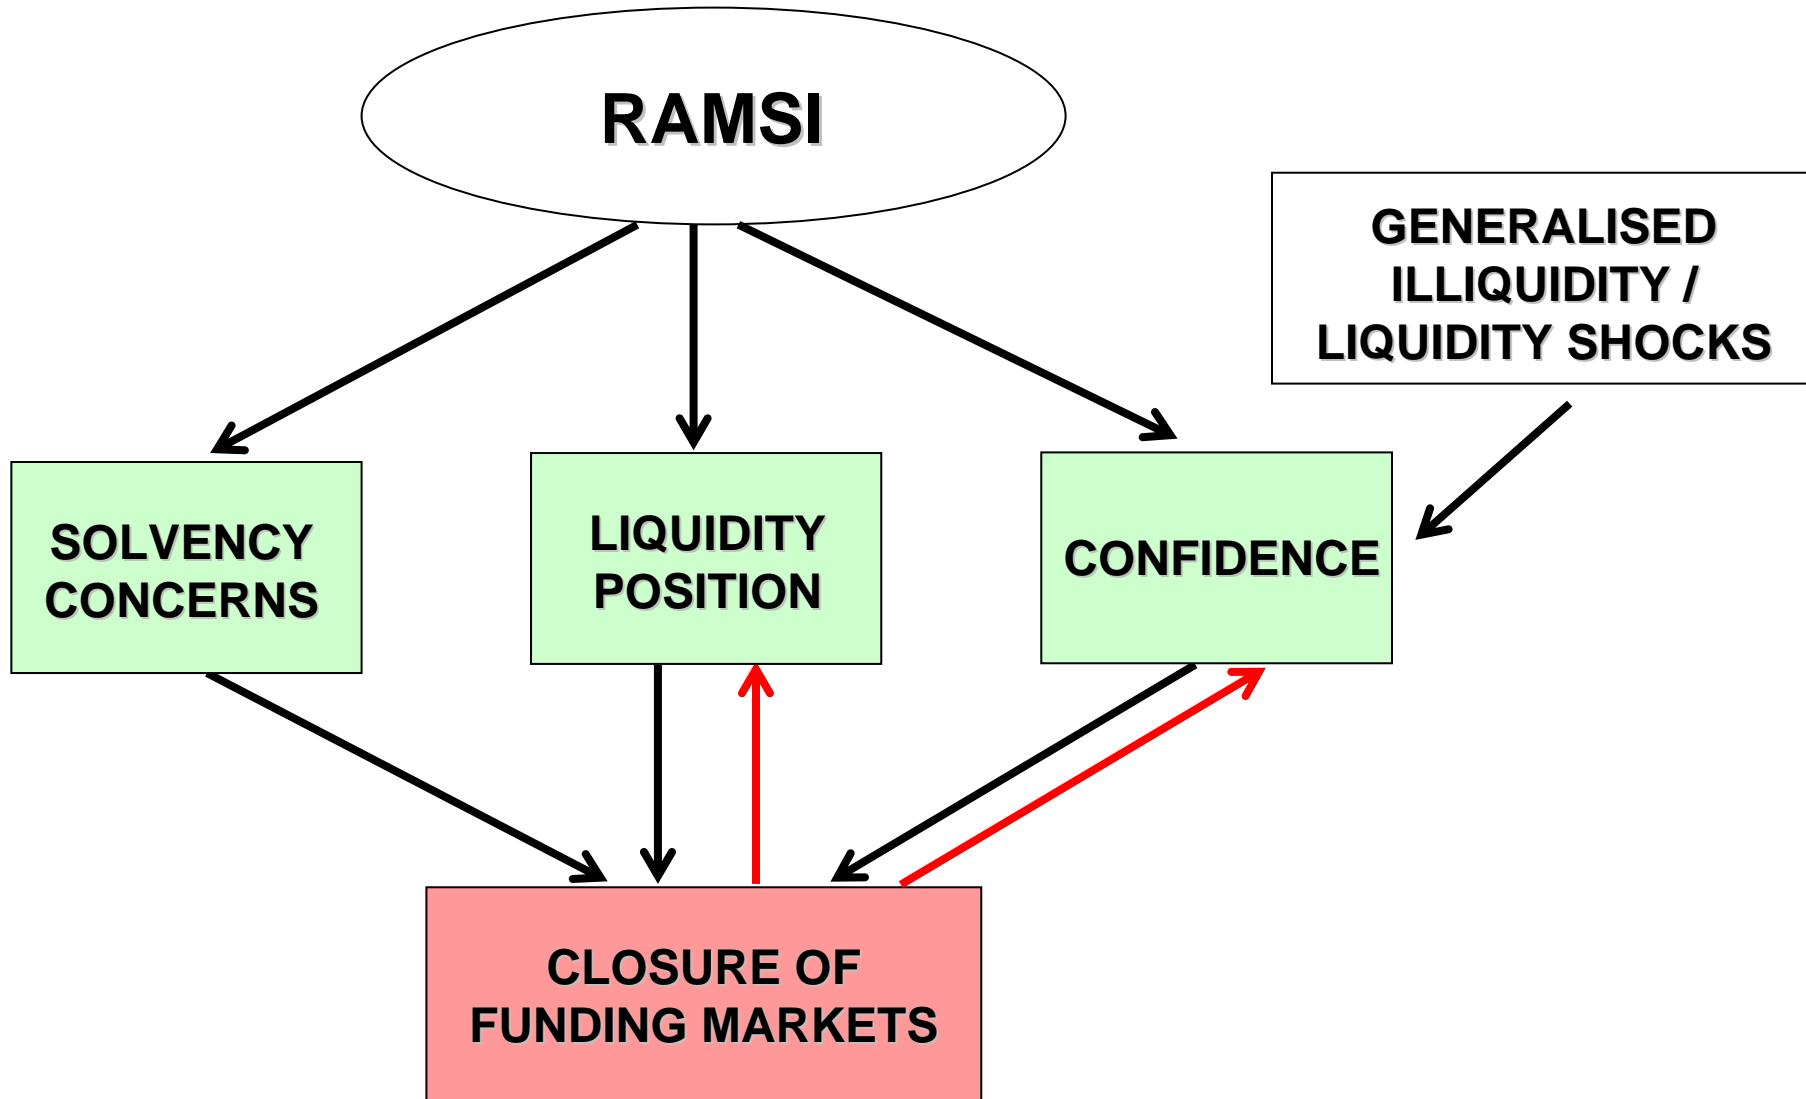 RAMSI
GENERALISED
ILLIQUIDITY /
LIQUIDITY SHOCKS
SOLVENCY
CONCERNS
LIQUIDITY
POSITION
CONFIDENCE
CLOSURE OF
FUNDING MARKETS